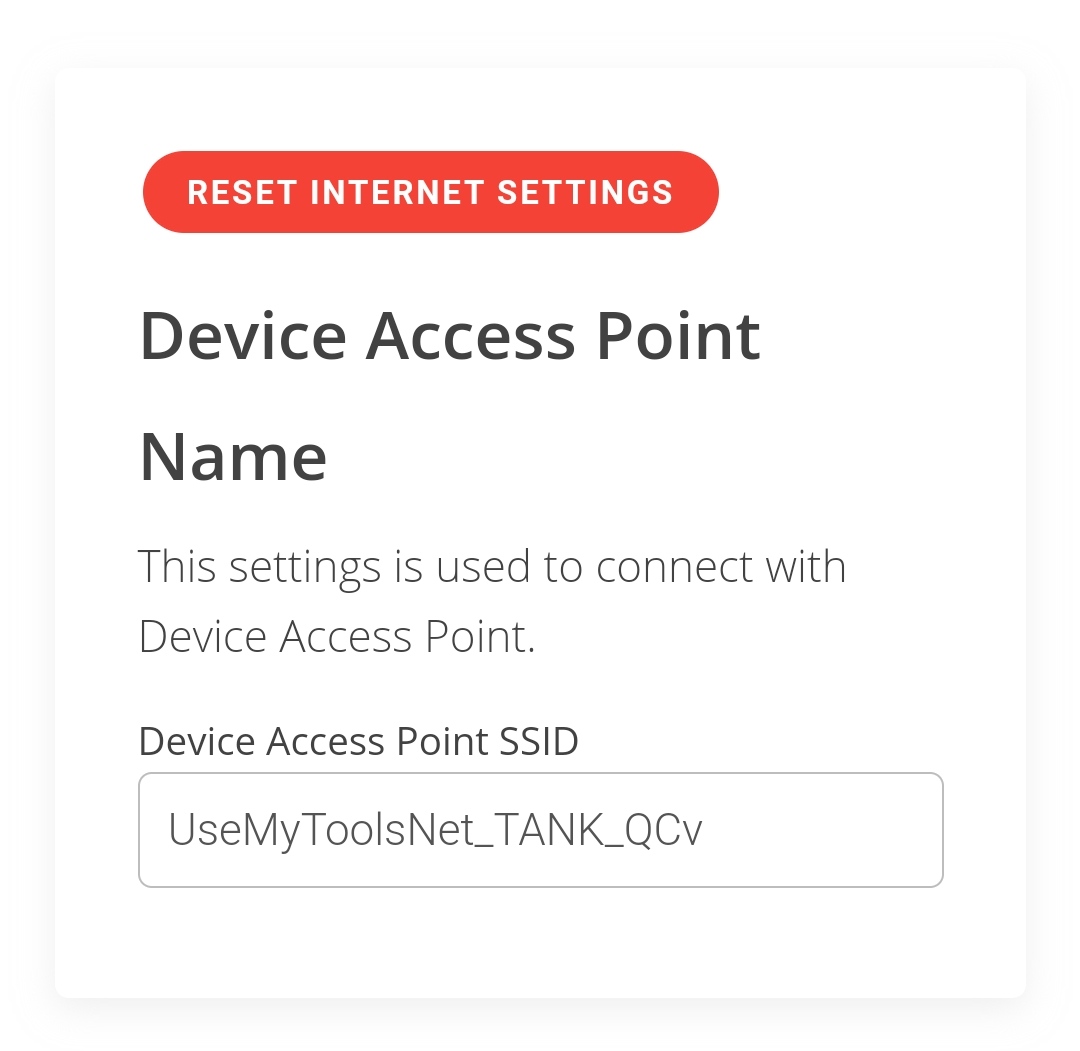 RESET INTERNET SETTINGS
Device Access Point
Name
This settings is used to connect with
Device Access Point.
Device Access Point SSID
UseMyToolsNet_TANK_QCv